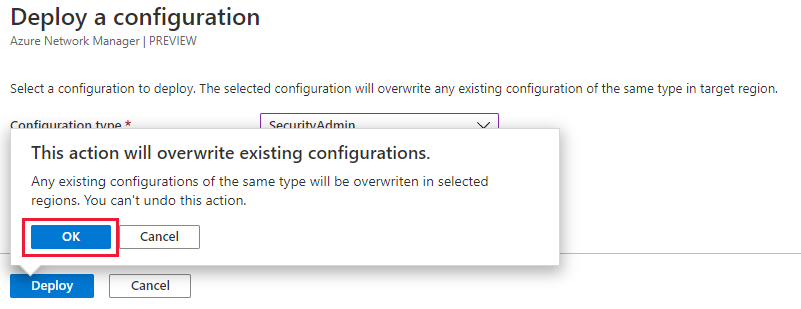 Deploy a configuration
Azure Network Manager | PREVIEW
Select a configuration to deploy. The selected configuration will overwrite any existing configuration of the same type in target region.
Configuration type * SecurityAdmin
This action will overwrite existing configurations.
Any existing configurations of the same type will be overwriten in selected
regions. You can't undo this action.
OK Cancel
Deploy Cancel